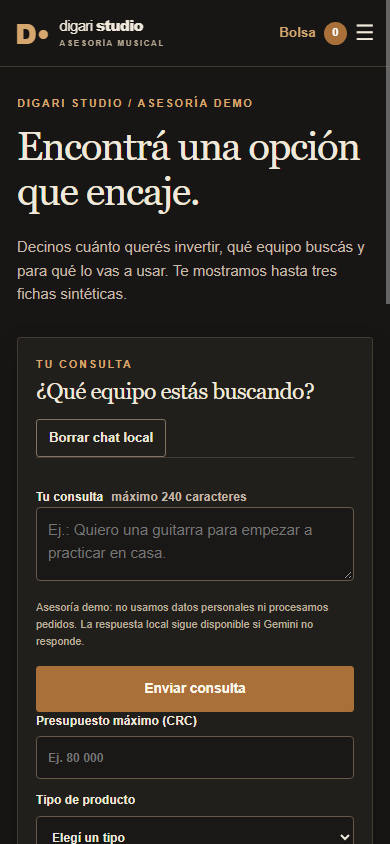 D
digari studio
ASESORÍA MUSICAL
Bolsa 0
DIGARI STUDIO / ASESORÍA DEMO
Encontrá una opción
que encaje.
Decinos cuánto querés invertir, qué equipo buscás y
para qué lo vas a usar. Te mostramos hasta tres
fichas sintéticas.
TU CONSULTA
¿Qué equipo estás buscando?
Borrar chat local
Tu consulta máximo 240 caracteres
Ej.: Quiero una guitarra para empezar a
practicar en casa.
Asesoría demo: no usamos datos personales ni procesamos
pedidos. La respuesta local sigue disponible si Gemini no
responde.
Enviar consulta
Presupuesto máximo (CRC)
Ej. 80 000
Tipo de producto
Elegí un tipo